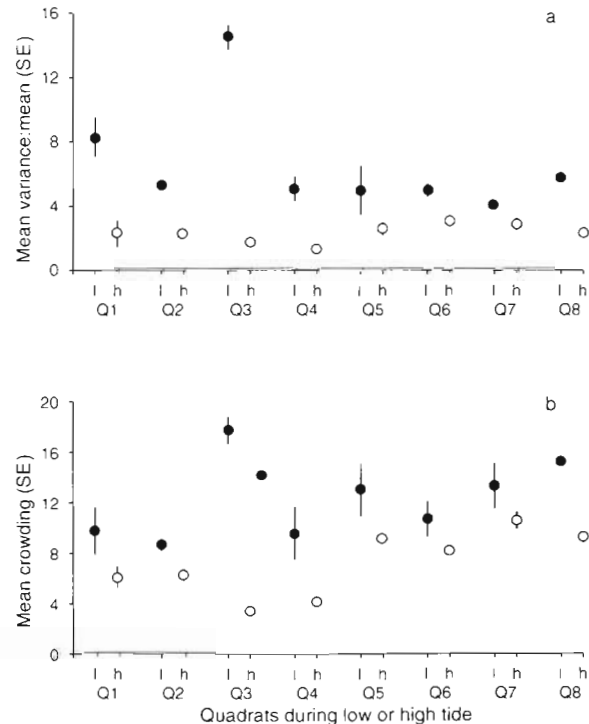 a
Mean variance:mean (SE)
16
12
8
4
0
l h l h l h l h l h l h l h l h
Q1 Q2 Q3 Q4 Q5 Q6 Q7 Q8
b
Mean crowding (SE)
20
16
12
8
4
0
l h l h l h l h l h l h l h l h
Q1 Q2 Q3 Q4 Q5 Q6 Q7 Q8
Quadrats during low or high tide